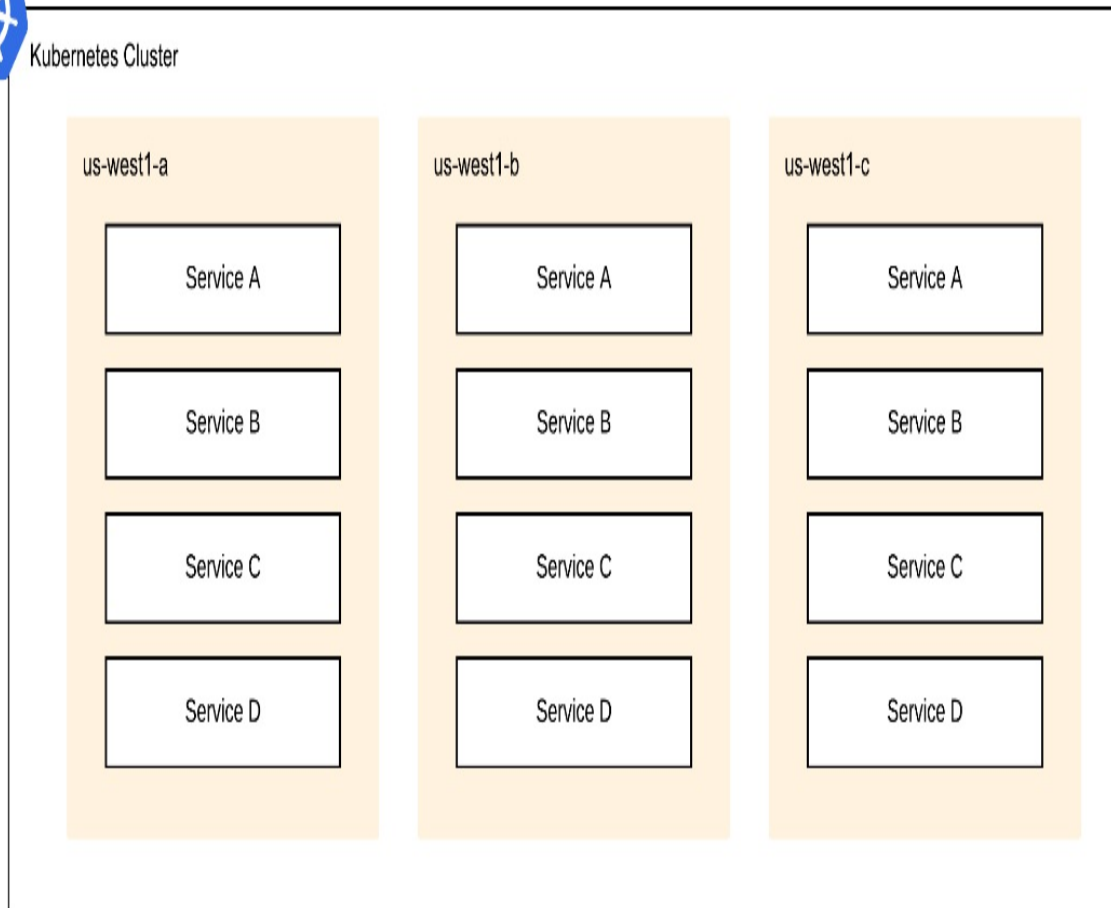 Kubernetes Cluster
us-west1-a
Service A
Service B
Service C
Service D
us-west1-b
Service A
Service B
Service C
Service D
us-west1-c
Service A
Service B
Service C
Service D